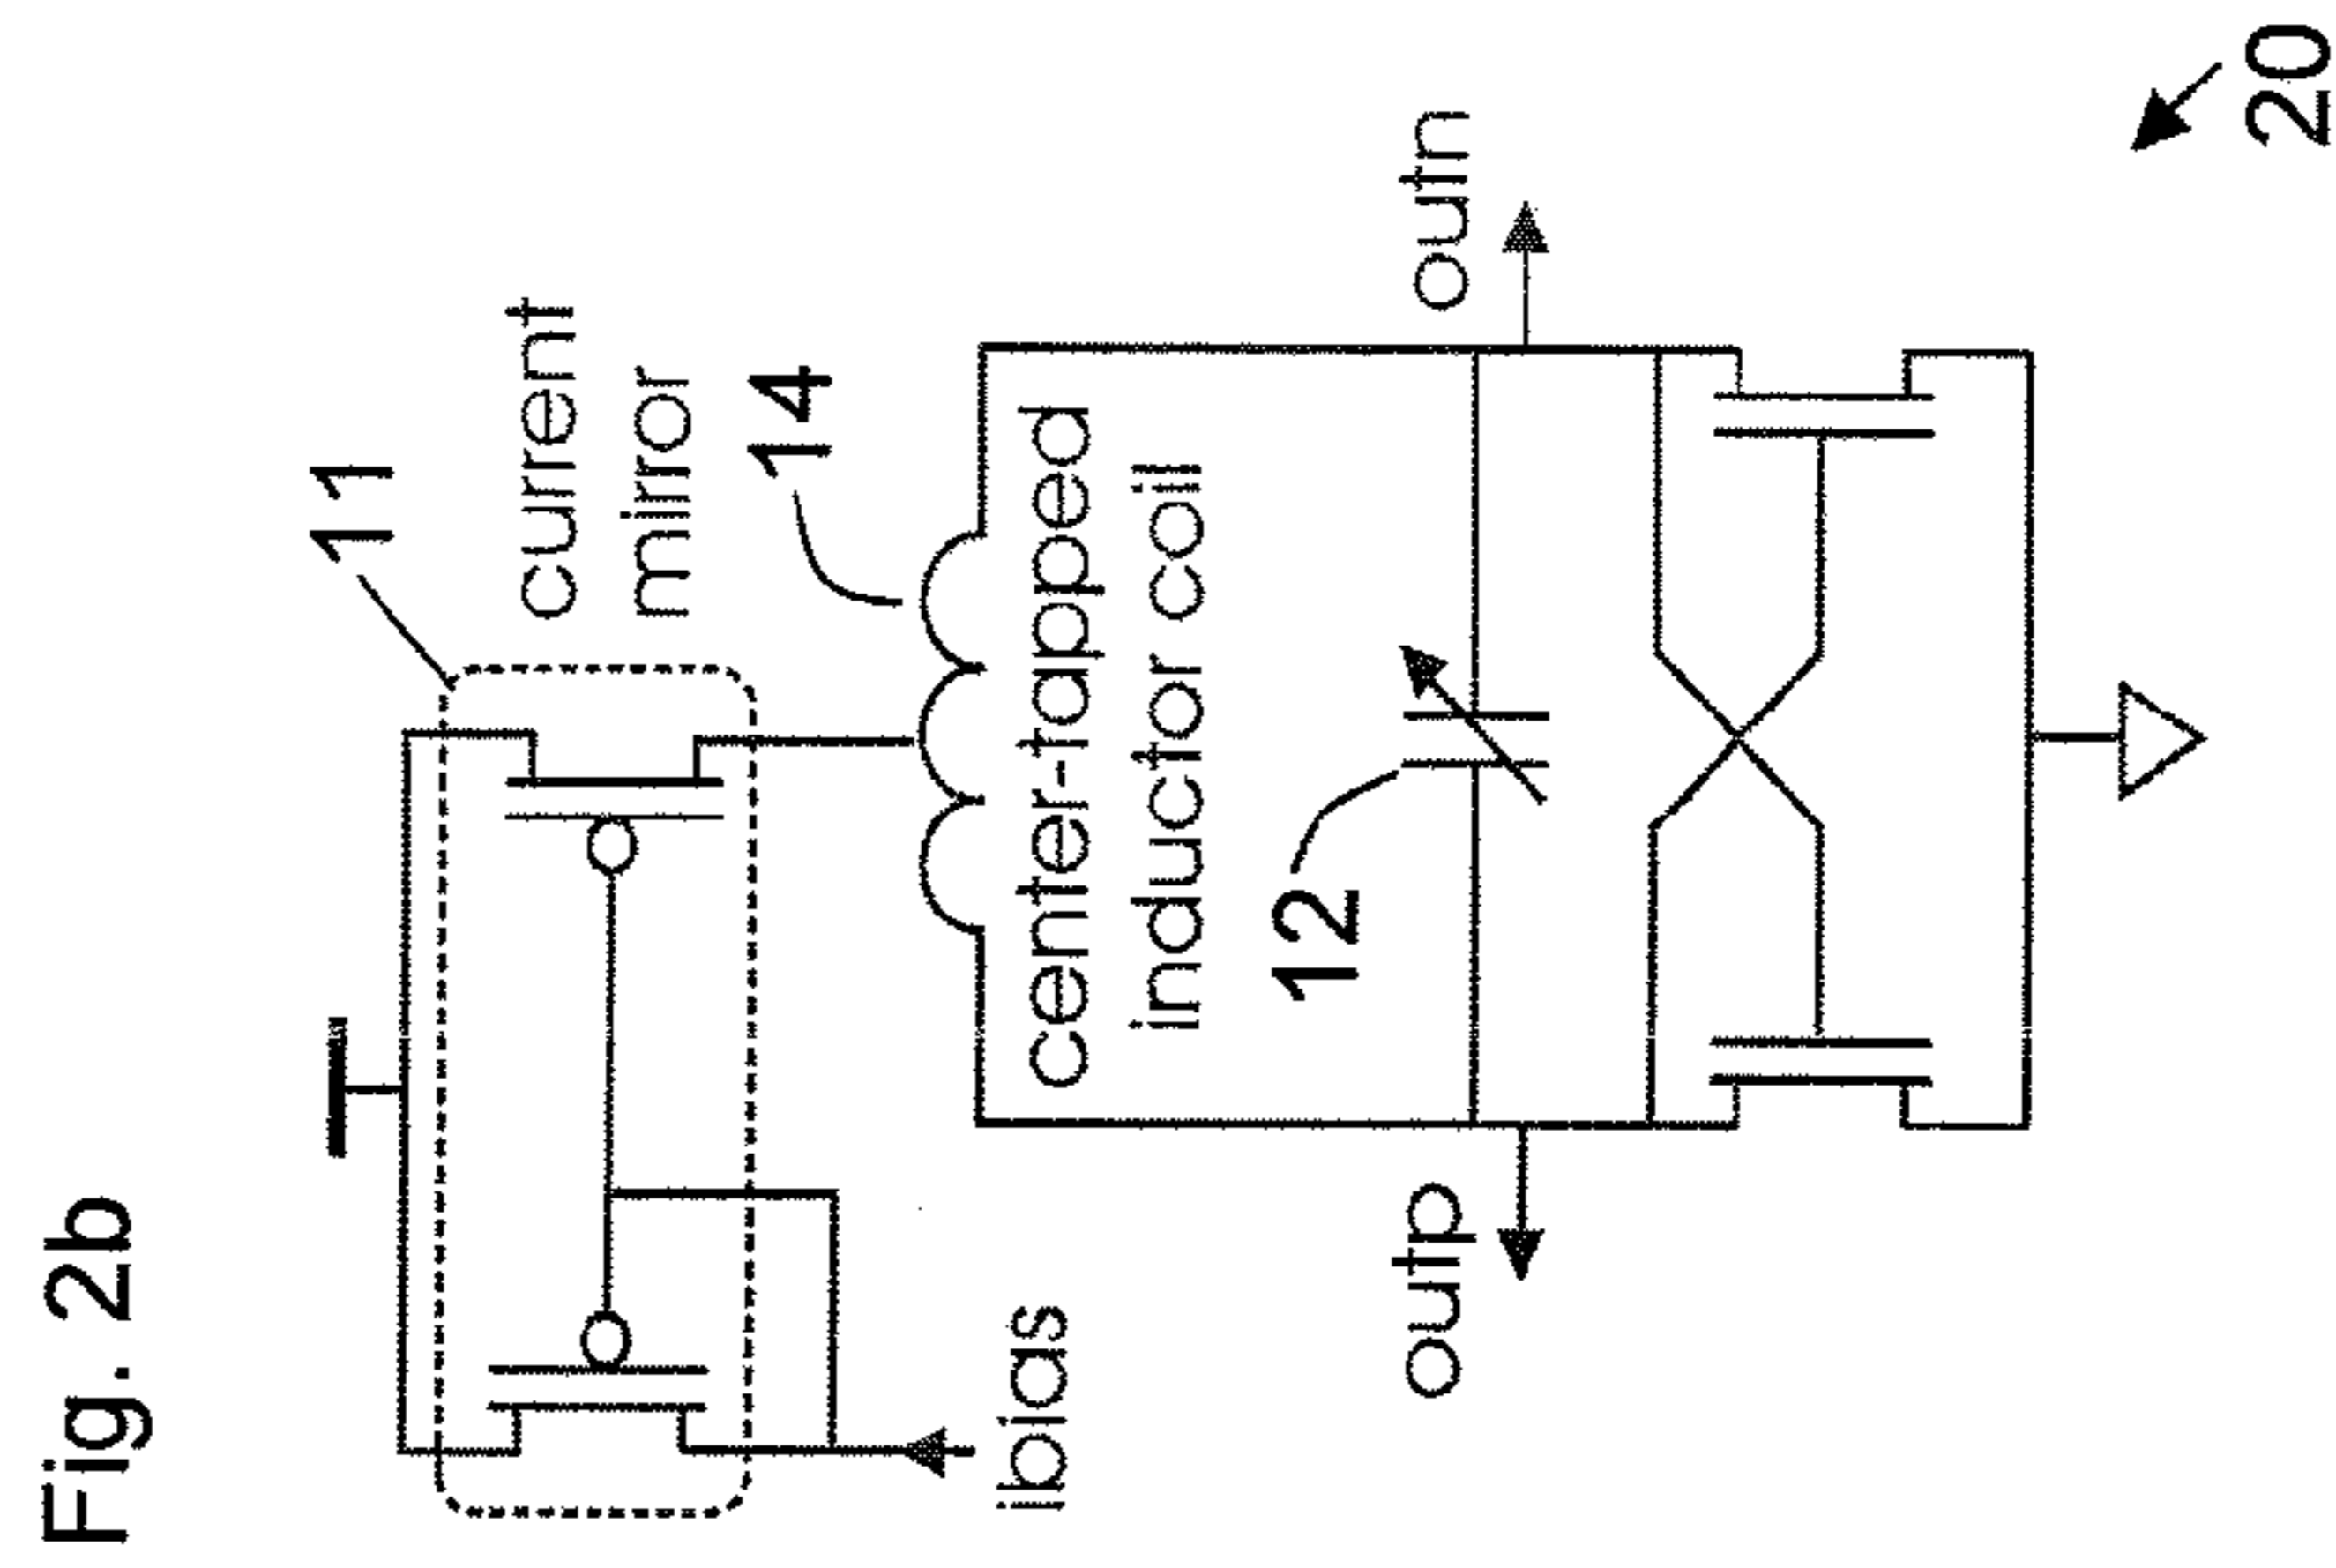 Fig. 2b
11
current
mirror
14
ibias
center-tapped
inductor coil
12
outp
outn
20